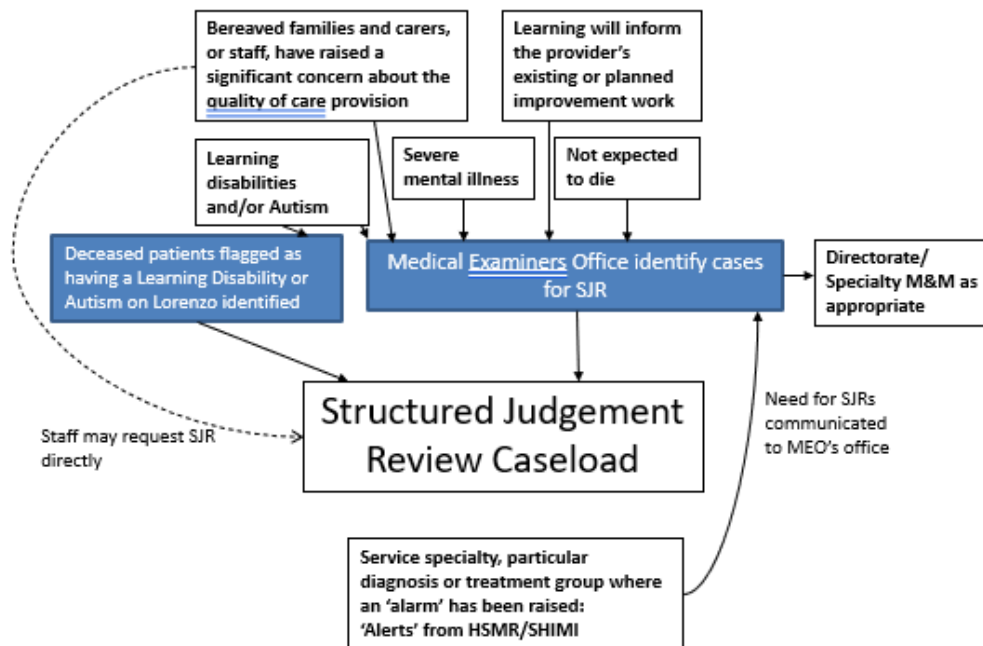 Bereaved families and carers,
or staff, have raised a
significant concern about the
quality of care provision
Learning will inform
the provider's
existing or planned
improvement work
Learning
disabilities
and/or Autism
Severe
mental illness
Not expected
to die
Deceased patients flagged as
having a Learning Disability or
Autism on Lorenzo identified
Medical Examiners Office identify cases
for SJR
Directorate/
Specialty M&M as
appropriate
Structured Judgement
Review Caseload
Staff may request SJR
directly
Need for SJRs
communicated
to MEO's office
Service specialty, particular
diagnosis or treatment group where
an 'alarm' has been raised:
'Alerts' from HSMR/SHIMI